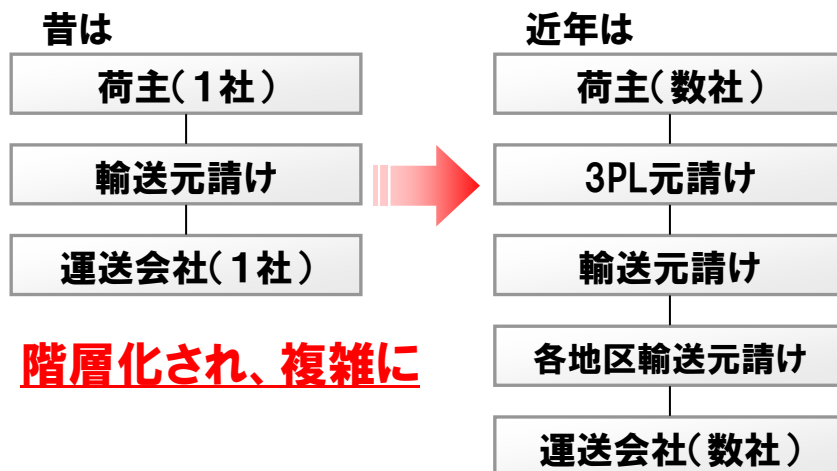 昔は
荷主(１社)
輸送元請け
運送会社(１社)
階層化され、複雑に
近年は
荷主(数社)
3PL元請け
輸送元請け
各地区輸送元請け
運送会社(数社)